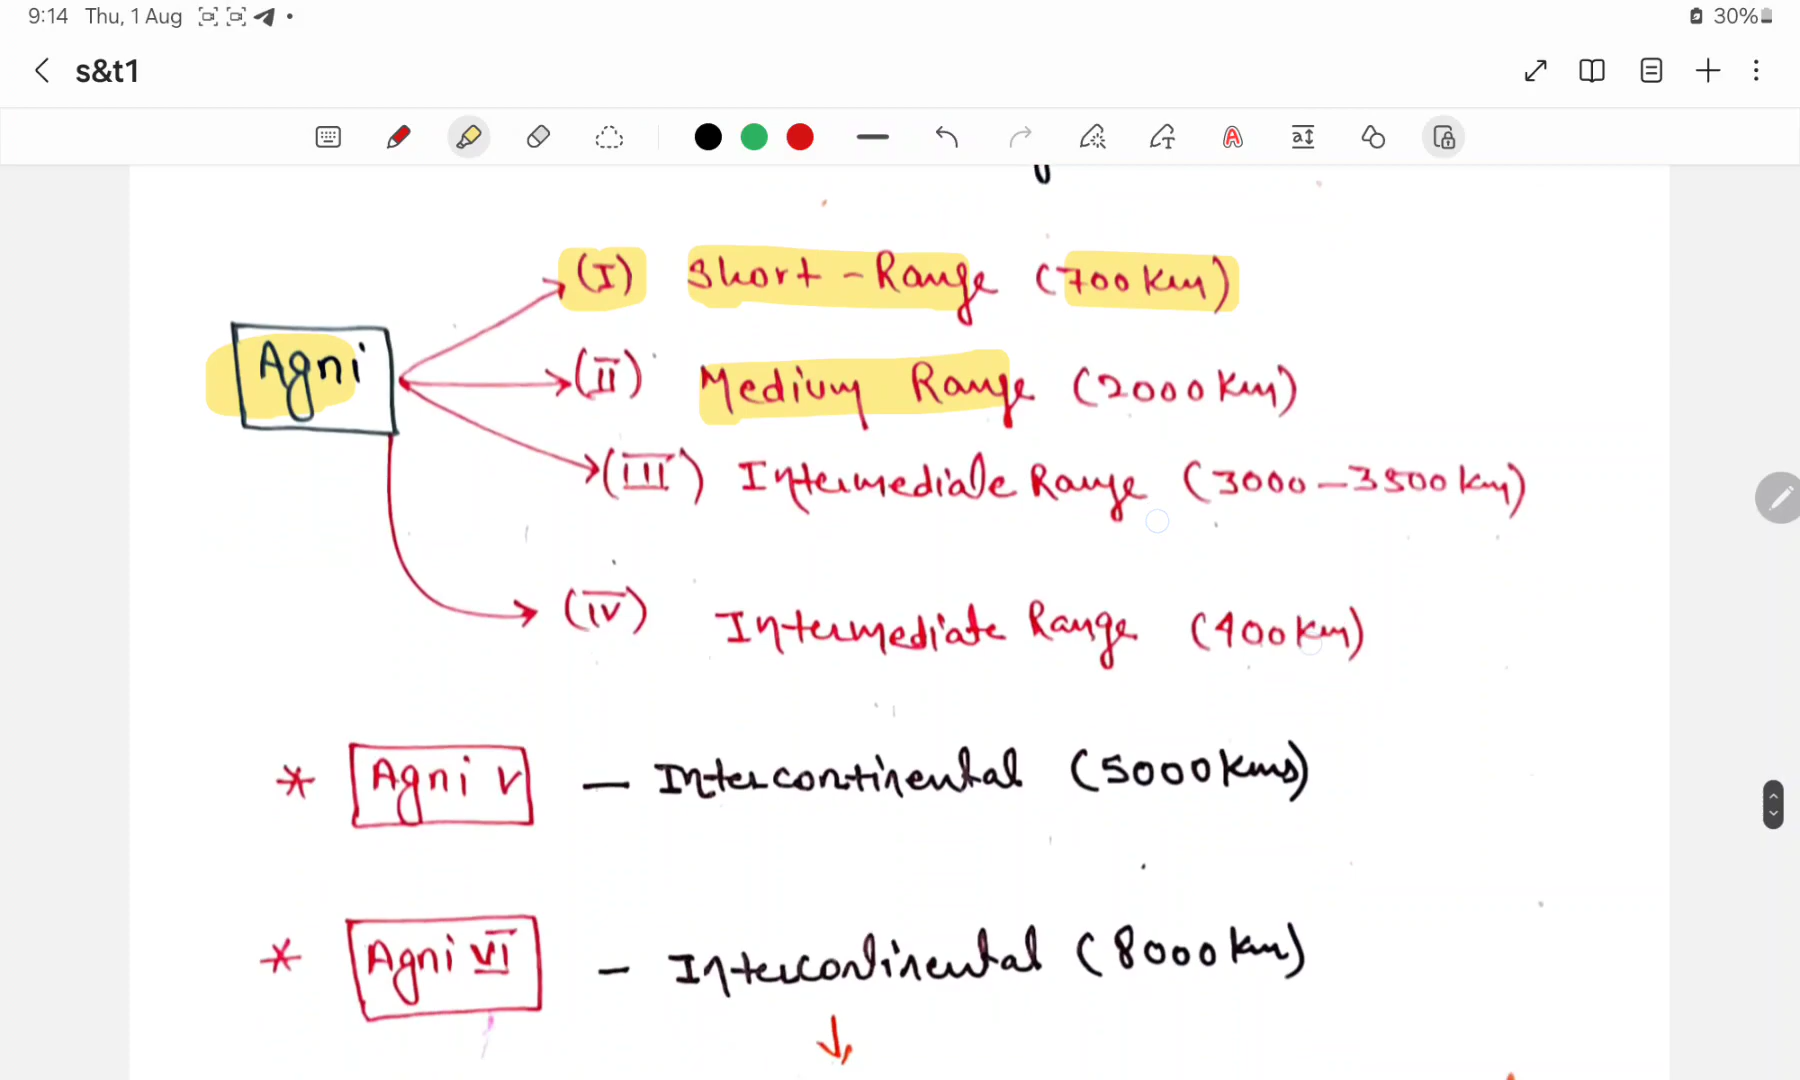 9:14 Thu, 1 Aug
30%
s&t1
(I) Short-Range (700 Km)
Agni
(II) Medium Range (2000 Km)
(III) Intermediate Range (3000-3500 Km)
(IV) Intermediate Range (400 Km)
* Agni V - Intercontinental (5000 Kms)
* Agni VI - Intercontinental (8000 Km)